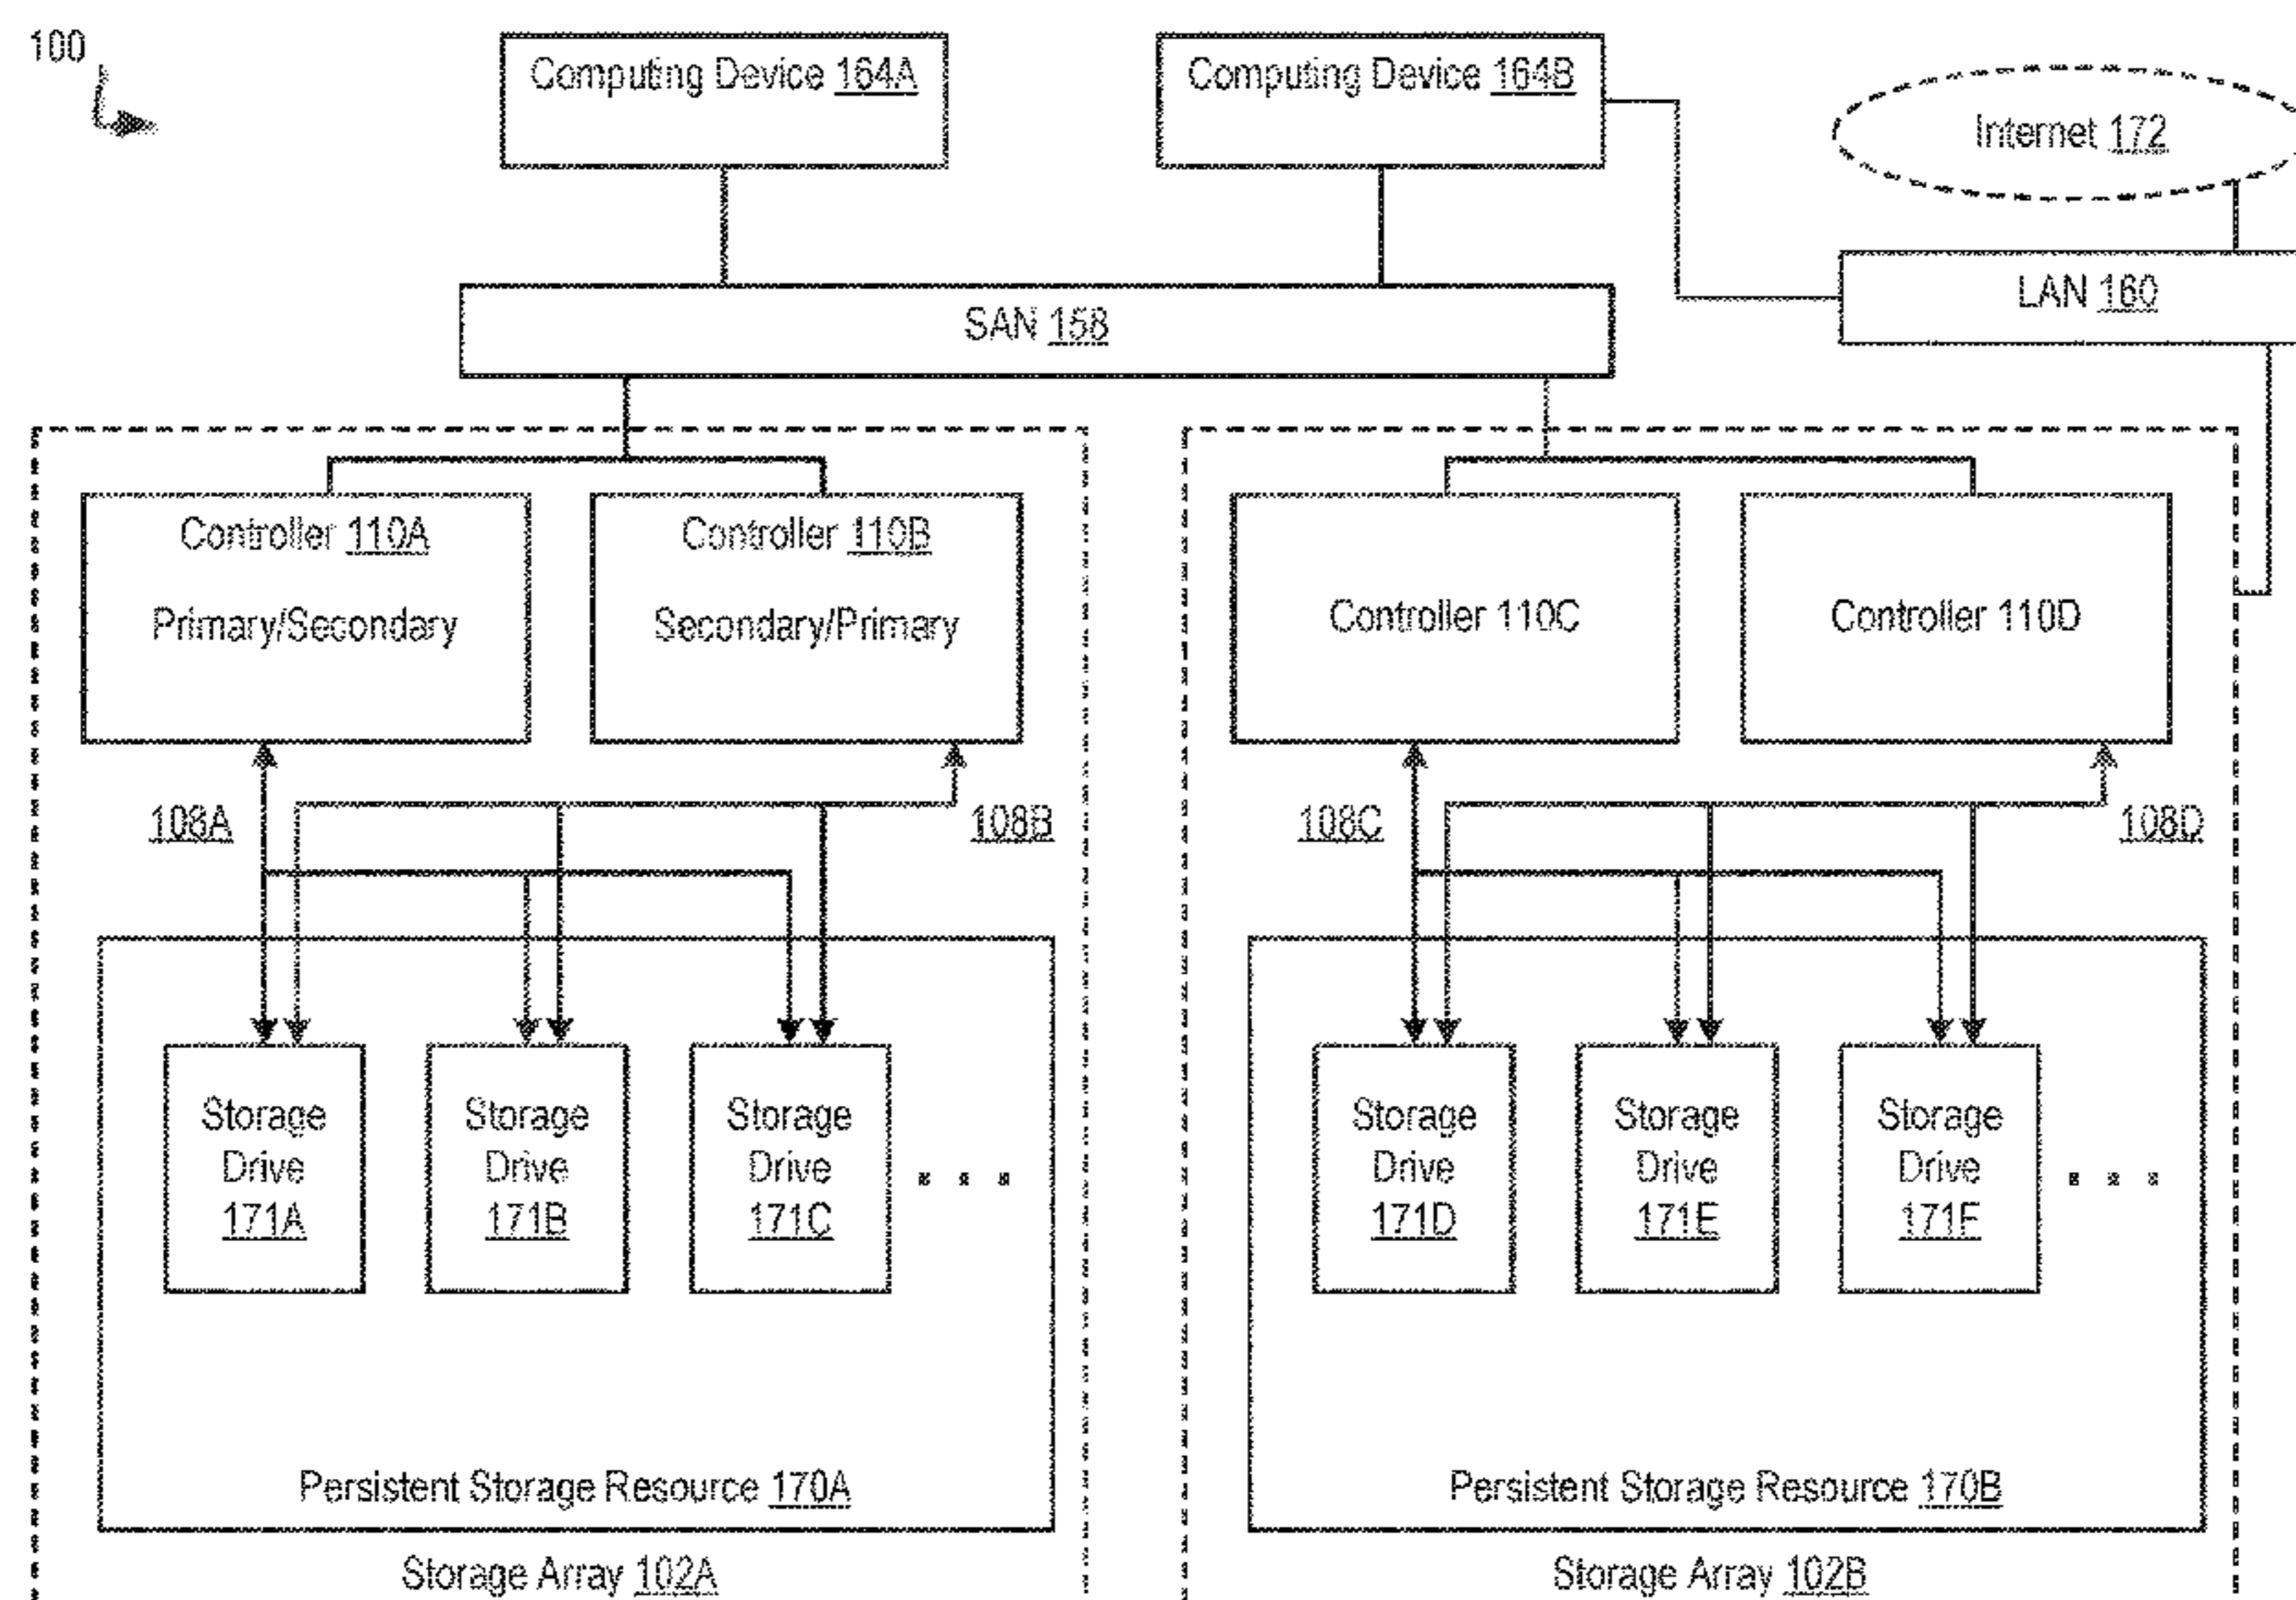 100
Computing Device 164A
Computing Device 164B
Internet 172
LAN 160
SAN 158
Controller 110A
Primary/Secondary
Controller 110B
Secondary/Primary
Controller 110C
Controller 110D
108A
108B
108C
108D
Storage
Drive
171A
Storage
Drive
171B
Storage
Drive
171C
Storage
Drive
171D
Storage
Drive
171E
Storage
Drive
171F
Persistent Storage Resource 170A
Persistent Storage Resource 170B
Storage Array 102A
Storage Array 102B